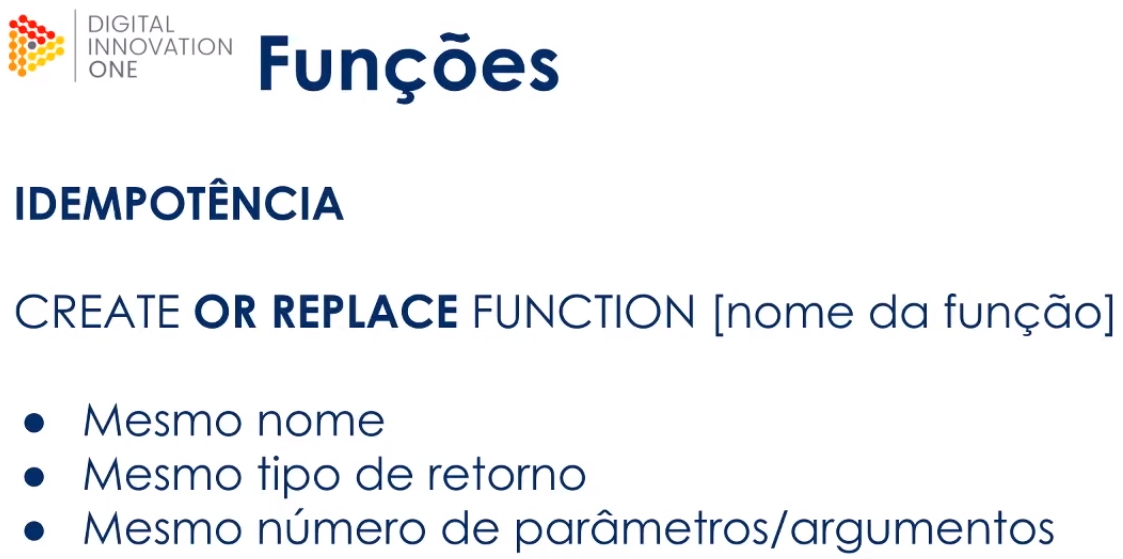 DIGITAL
INNOVATION
ONE
Funções
IDEMPOTÊNCIA
CREATE OR REPLACE FUNCTION [nome da função]
● Mesmo nome
● Mesmo tipo de retorno
● Mesmo número de parâmetros/argumentos